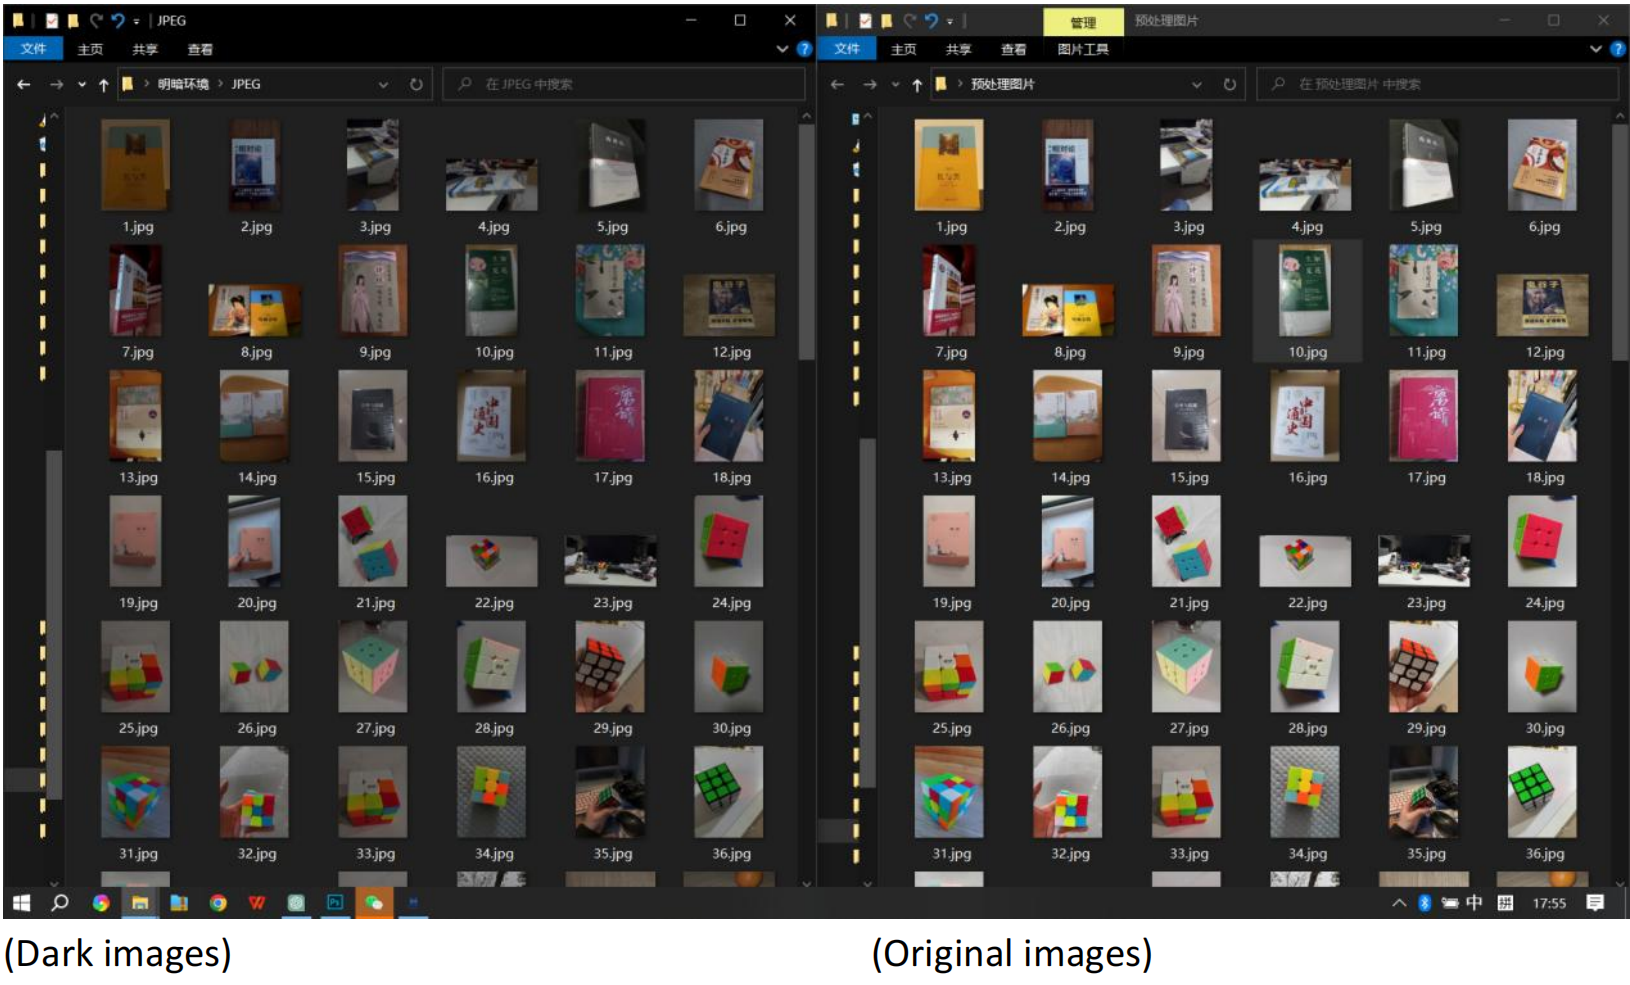 JPEG
文件 主页 共享 查看
明暗环境 JPEG
在 JPEG 中搜索
1.jpg 2.jpg 3.jpg 4.jpg 5.jpg 6.jpg
7.jpg 8.jpg 9.jpg 10.jpg 11.jpg 12.jpg
13.jpg 14.jpg 15.jpg 16.jpg 17.jpg 18.jpg
19.jpg 20.jpg 21.jpg 22.jpg 23.jpg 24.jpg
25.jpg 26.jpg 27.jpg 28.jpg 29.jpg 30.jpg
31.jpg 32.jpg 33.jpg 34.jpg 35.jpg 36.jpg
管理 预处理图片
文件 主页 共享 查看 图片工具
预处理图片
在 预处理图片 中搜索
1.jpg 2.jpg 3.jpg 4.jpg 5.jpg 6.jpg
7.jpg 8.jpg 9.jpg 10.jpg 11.jpg 12.jpg
鬼谷子
13.jpg 14.jpg 15.jpg 16.jpg 17.jpg 18.jpg
中国通史
19.jpg 20.jpg 21.jpg 22.jpg 23.jpg 24.jpg
25.jpg 26.jpg 27.jpg 28.jpg 29.jpg 30.jpg
31.jpg 32.jpg 33.jpg 34.jpg 35.jpg 36.jpg
Ps
中 拼 17:55
(Dark images)
(Original images)